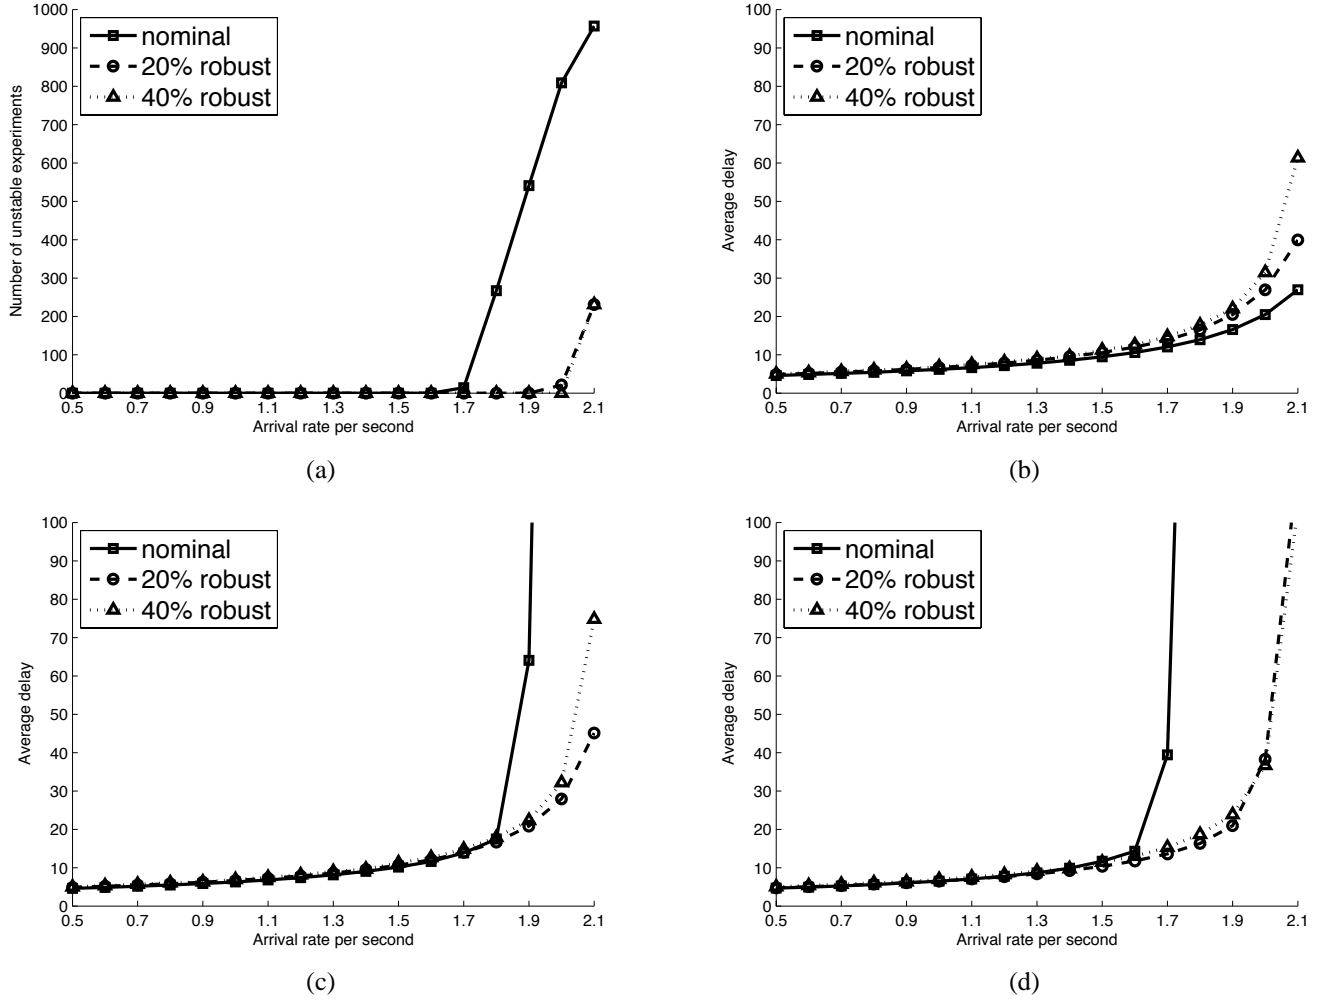 1000
900
800
700
600
500
400
300
200
100
0
Number of unstable experiments
nominal
20% robust
40% robust
0.5 0.7 0.9 1.1 1.3 1.5 1.7 1.9 2.1
Arrival rate per second
(a)
100
90
80
70
60
50
40
30
20
10
0
Average delay
nominal
20% robust
40% robust
0.5 0.7 0.9 1.1 1.3 1.5 1.7 1.9 2.1
Arrival rate per second
(b)
100
90
80
70
60
50
40
30
20
10
0
Average delay
nominal
20% robust
40% robust
0.5 0.7 0.9 1.1 1.3 1.5 1.7 1.9 2.1
Arrival rate per second
(c)
100
90
80
70
60
50
40
30
20
10
0
Average delay
nominal
20% robust
40% robust
0.5 0.7 0.9 1.1 1.3 1.5 1.7 1.9 2.1
Arrival rate per second
(d)